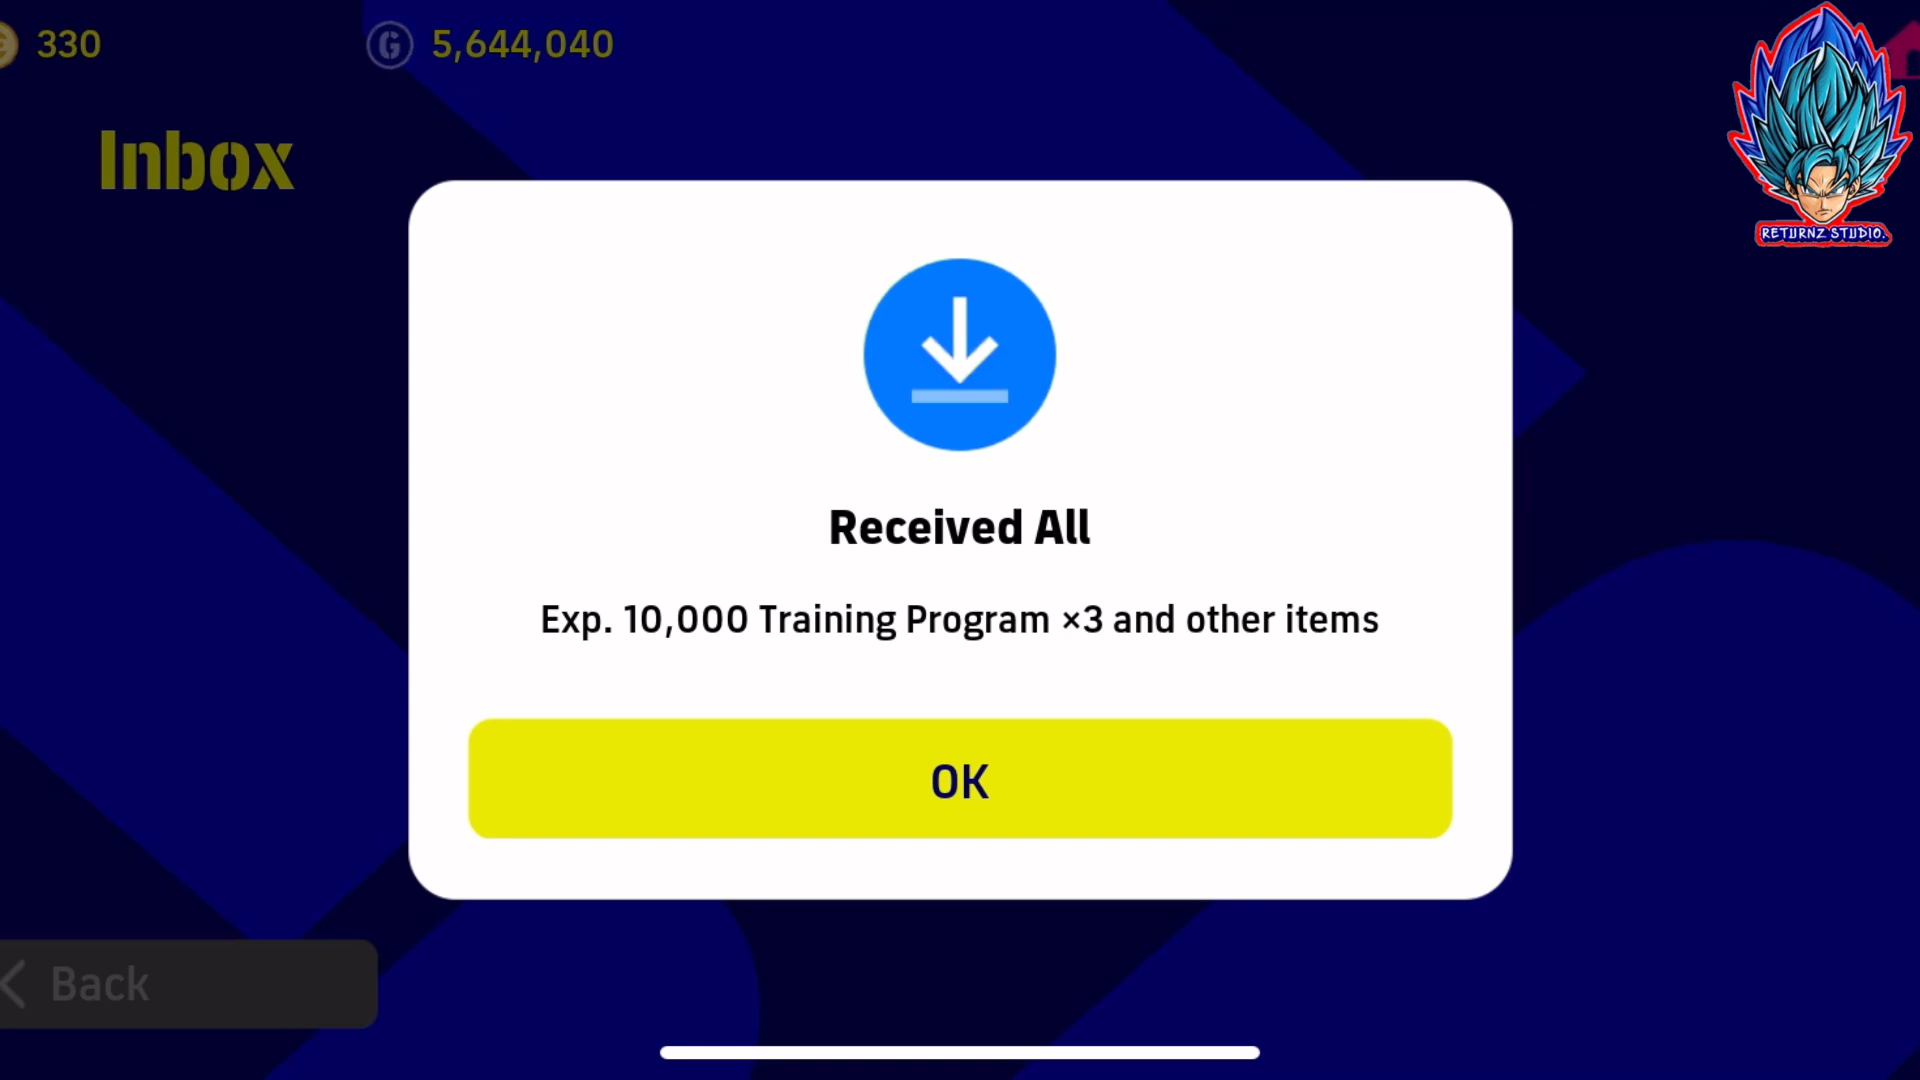 330
5,644,040
RETURNZ STUDIO.
Inbox
Received All
Exp. 10,000 Training Program ×3 and other items
OK
Back